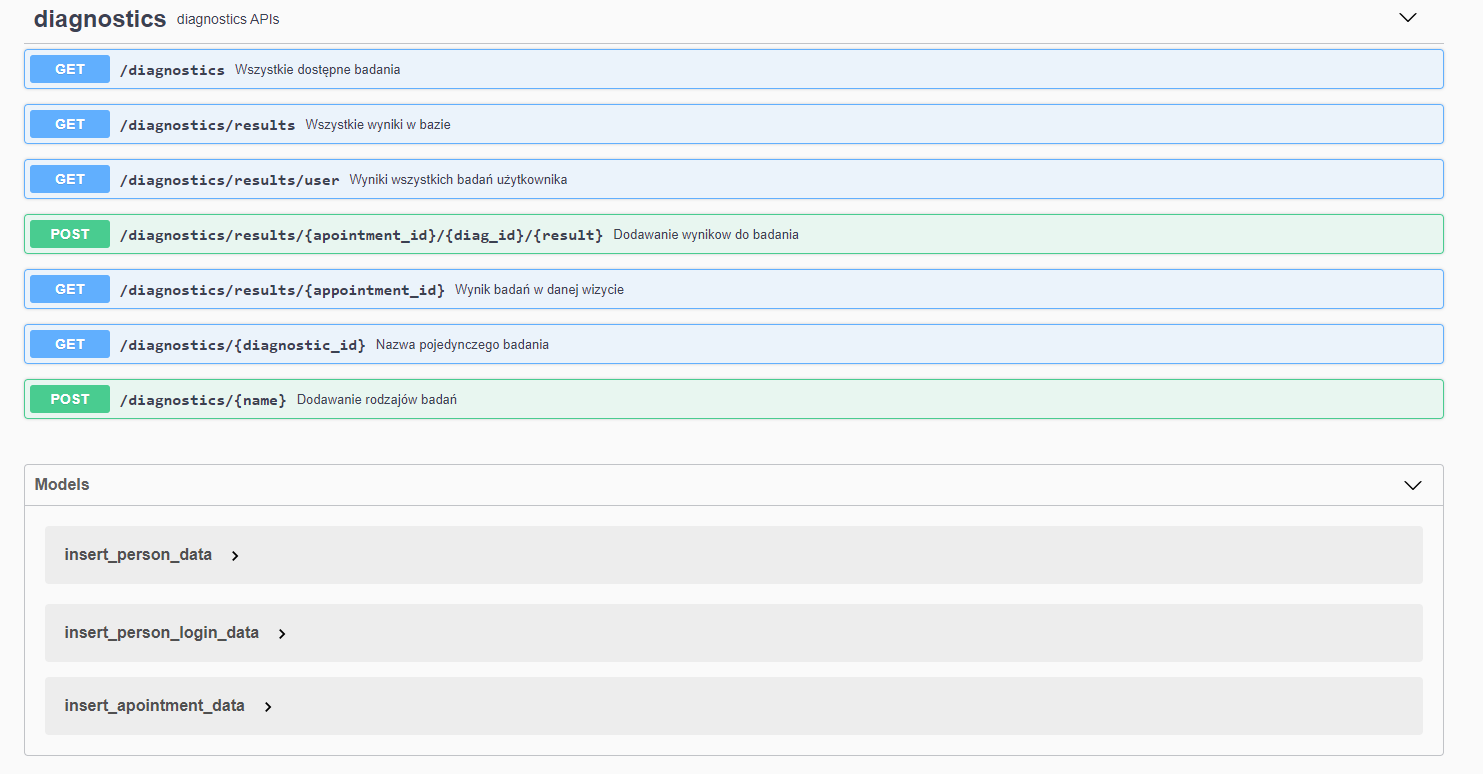 diagnostics diagnostics APIs
GET /diagnostics Wszystkie dostępne badania
GET /diagnostics/results Wszystkie wyniki w bazie
GET /diagnostics/results/user Wyniki wszystkich badań użytkownika
POST /diagnostics/results/{apointment_id}/{diag_id}/{result} Dodawanie wynikow do badania
GET /diagnostics/results/{appointment_id} Wynik badań w danej wizycie
GET /diagnostics/{diagnostic_id} Nazwa pojedynczego badania
POST /diagnostics/{name} Dodawanie rodzajów badań
Models
insert_person_data
insert_person_login_data
insert_apointment_data